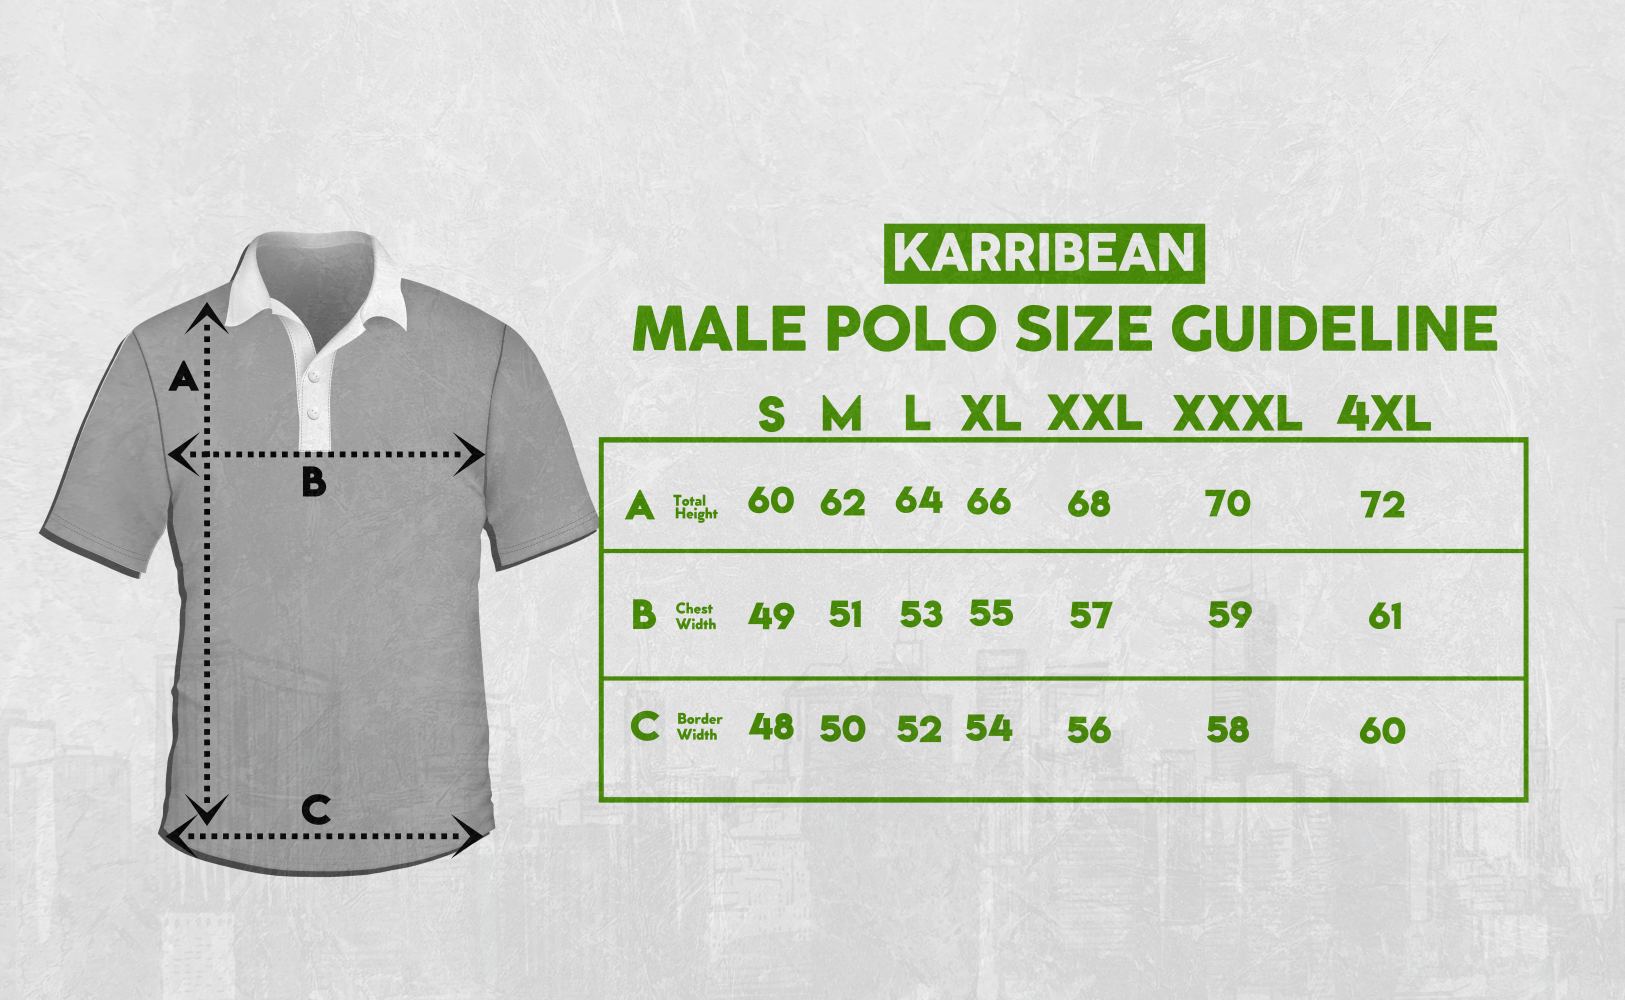 KARRIBEAN
MALE POLO SIZE GUIDELINE
S M L XL XXL XXXL 4XL
A Total Height 60 62 64 66 68 70 72
B Chest Width 49 51 53 55 57 59 61
C Border Width 48 50 52 54 56 58 60
A
B
C